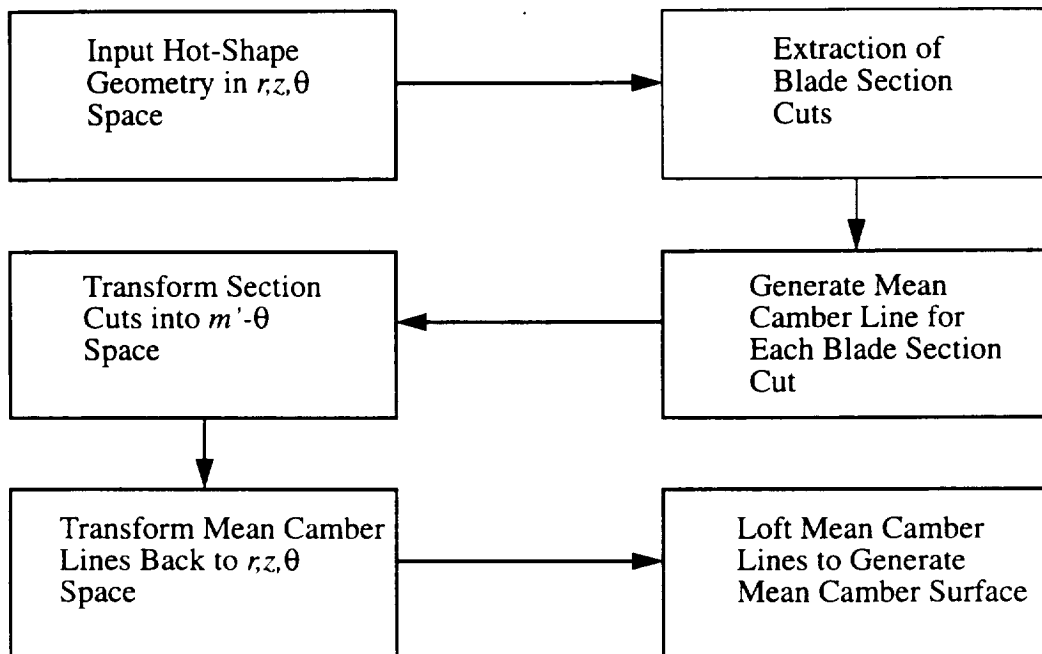 Input Hot-Shape
Geometry in r,z,θ
Space
Extraction of
Blade Section
Cuts
Generate Mean
Camber Line for
Each Blade Section
Cut
Transform Section
Cuts into m'-θ
Space
Transform Mean Camber
Lines Back to r,z,θ
Space
Loft Mean Camber
Lines to Generate
Mean Camber Surface